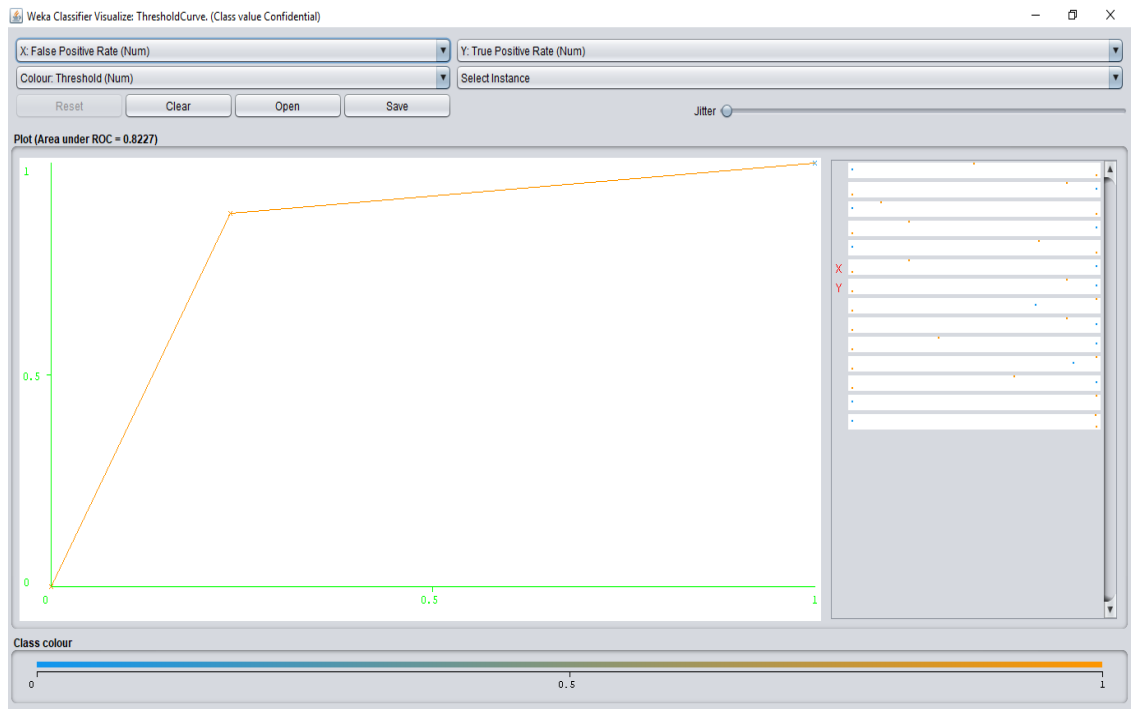 Weka Classifier Visualize: ThresholdCurve. (Class value Confidential)
X: False Positive Rate (Num)
Y: True Positive Rate (Num)
Colour: Threshold (Num)
Select Instance
Reset
Clear
Open
Save
Jitter
Plot (Area under ROC = 0.8227)
1
0.5
0
0
0.5
1
X
Y
Class colour
0
0.5
1